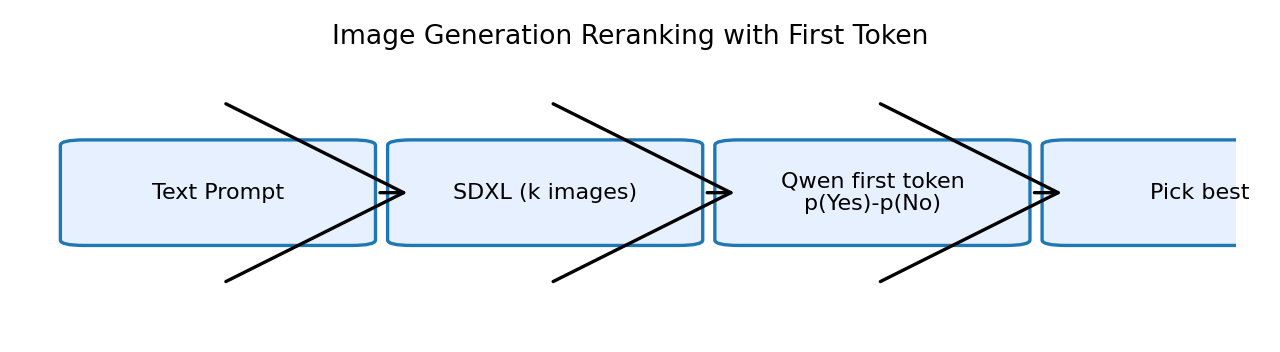 Image Generation Reranking with First Token
Text Prompt
SDXL (k images)
Qwen first token
p(Yes)-p(No)
Pick best